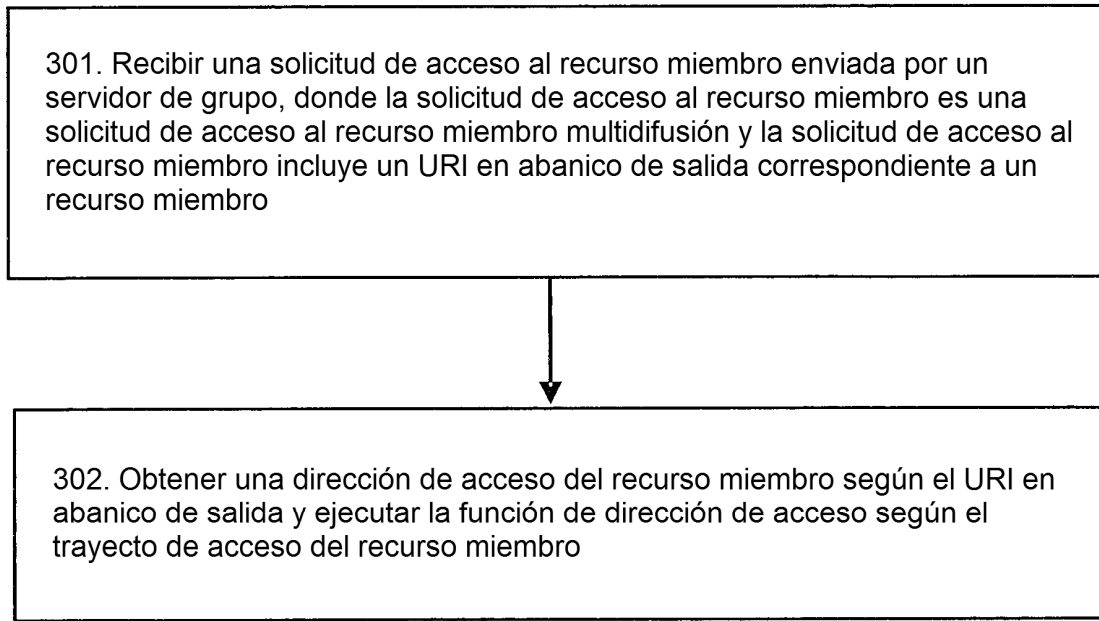 301. Recibir una solicitud de acceso al recurso miembro enviada por un
servidor de grupo, donde la solicitud de acceso al recurso miembro es una
solicitud de acceso al recurso miembro multidifusión y la solicitud de acceso al
recurso miembro incluye un URI en abanico de salida correspondiente a un
recurso miembro
302. Obtener una dirección de acceso del recurso miembro según el URI en
abanico de salida y ejecutar la función de dirección de acceso según el
trayecto de acceso del recurso miembro